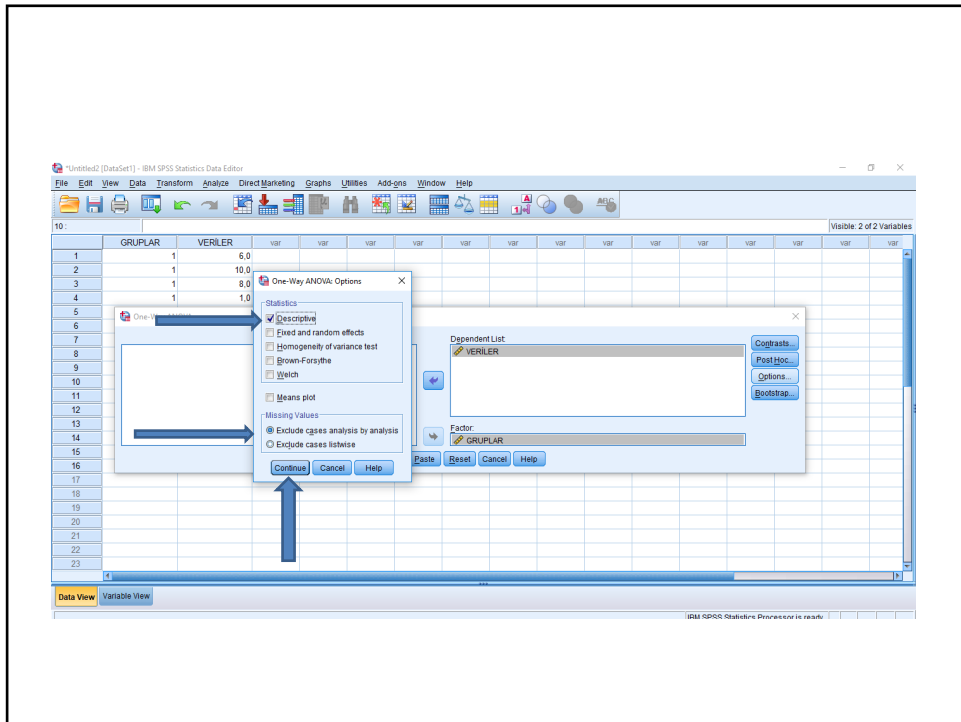 *Untitled2 [DataSet1] - IBM SPSS Statistics Data Editor
File Edit View Data Transform Analyze Direct Marketing Graphs Utilities Add-ons Window Help
10 :
Visible: 2 of 2 Variables
GRUPLAR VERİLER var var var var var var var var var var var var var
1 1 6,0
2 1 10,0
3 1 8,0
4 1 1,0
5
6
7
8
9
10
11
12
13
14
15
16
17
18
19
20
21
22
23
One-Way ANOVA: Options
Statistics
Descriptive
Fixed and random effects
Homogeneity of variance test
Brown-Forsythe
Welch
Means plot
Missing Values
Exclude cases analysis by analysis
Exclude cases listwise
Continue Cancel Help
Dependent List:
VERİLER
Factor:
GRUPLAR
Contrasts...
Post Hoc...
Options...
Bootstrap...
Paste Reset Cancel Help
Data View Variable View
IBM SPSS Statistics Processor is ready